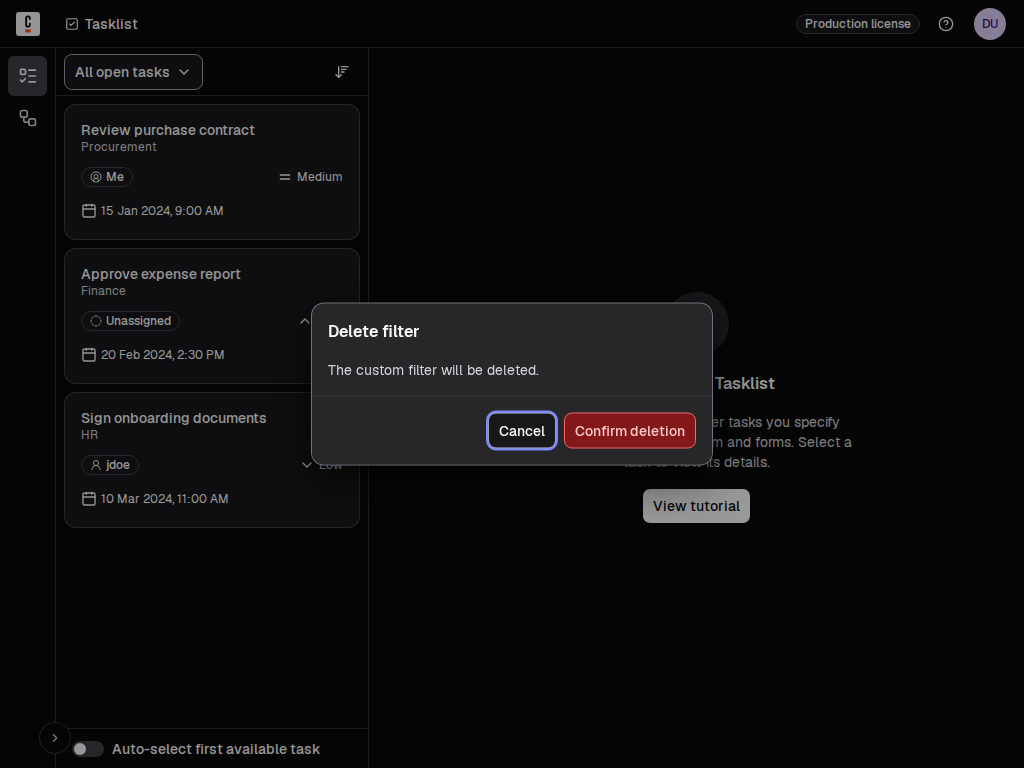 C
Tasklist
Production license
DU
All open tasks
Review purchase contract
Procurement
Me
Medium
15 Jan 2024, 9:00 AM
Approve expense report
Finance
Unassigned
20 Feb 2024, 2:30 PM
Sign onboarding documents
HR
jdoe
Low
10 Mar 2024, 11:00 AM
Delete filter
The custom filter will be deleted.
Cancel
Confirm deletion
Tasklist
tasks you specify
and forms. Select a
its details.
View tutorial
Auto-select first available task